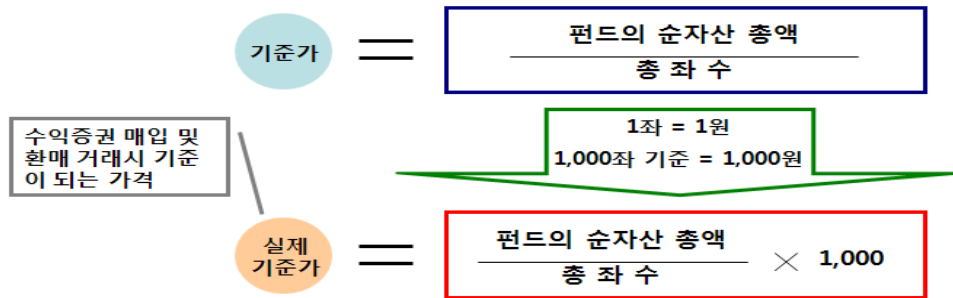 기준가
펀드의 순자산 총액
총 좌 수
1좌 = 1원
1,000좌 기준 = 1,000원
수익증권 매입 및
환매 거래시 기준
이 되는 가격
실제
기준가
펀드의 순자산 총액
총 좌 수
× 1,000